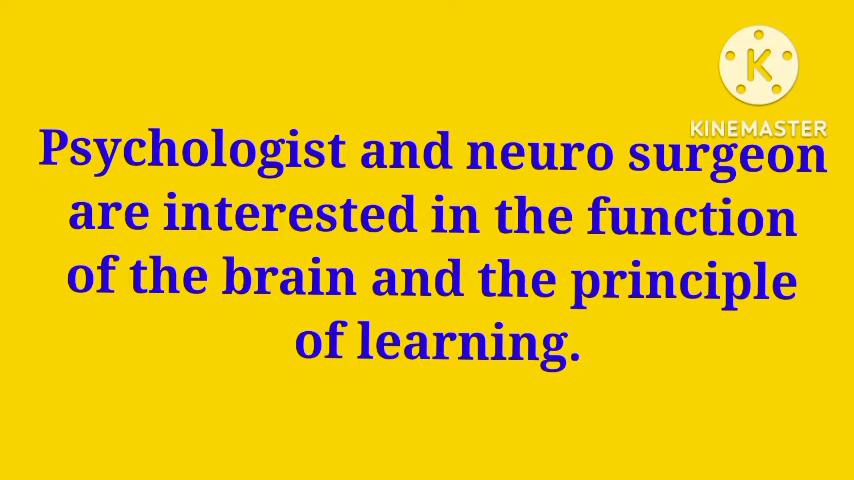 K
KINEMASTER
Psychologist and neuro surgeon
are interested in the function
of the brain and the principle
of learning.